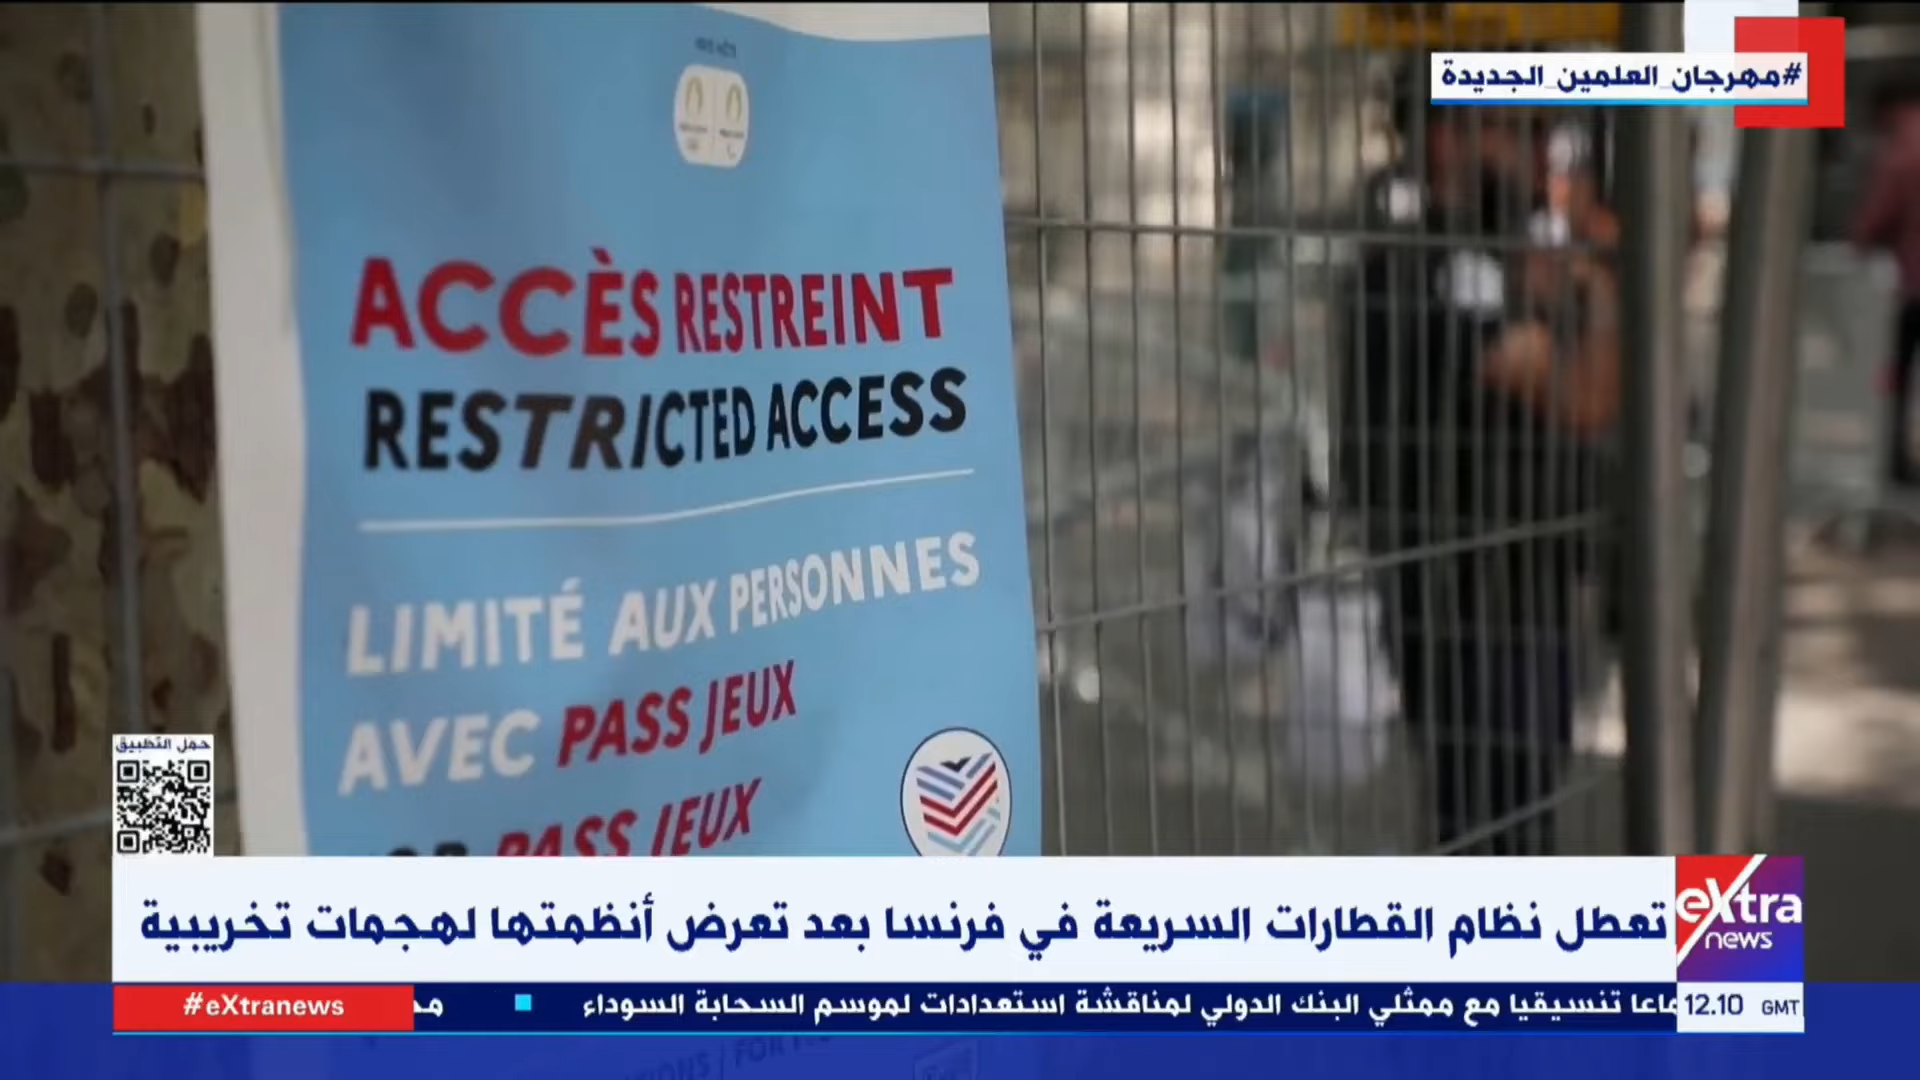 #مهرجان_العلمين_الجديدة
ACCÈS RESTREINT
RESTRICTED ACCESS
LIMITÉ AUX PERSONNES
AVEC PASS JEUX
PASS JEUX
حمل التطبيق
تعطل نظام القطارات السريعة في فرنسا بعد تعرض أنظمتها لهجمات تخريبية
eXtra
news
#eXtranews
تنسيقيا مع ممثلي البنك الدولي لمناقشة استعدادات لموسم السحابة السوداء
12.10 GMT